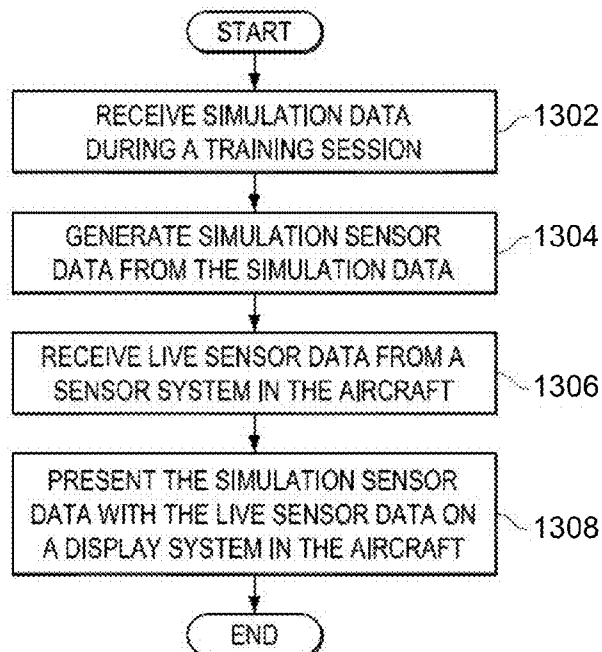 START
RECEIVE SIMULATION DATA
DURING A TRAINING SESSION
1302
GENERATE SIMULATION SENSOR
DATA FROM THE SIMULATION DATA
1304
RECEIVE LIVE SENSOR DATA FROM A
SENSOR SYSTEM IN THE AIRCRAFT
1306
PRESENT THE SIMULATION SENSOR
DATA WITH THE LIVE SENSOR DATA ON
A DISPLAY SYSTEM IN THE AIRCRAFT
1308
END